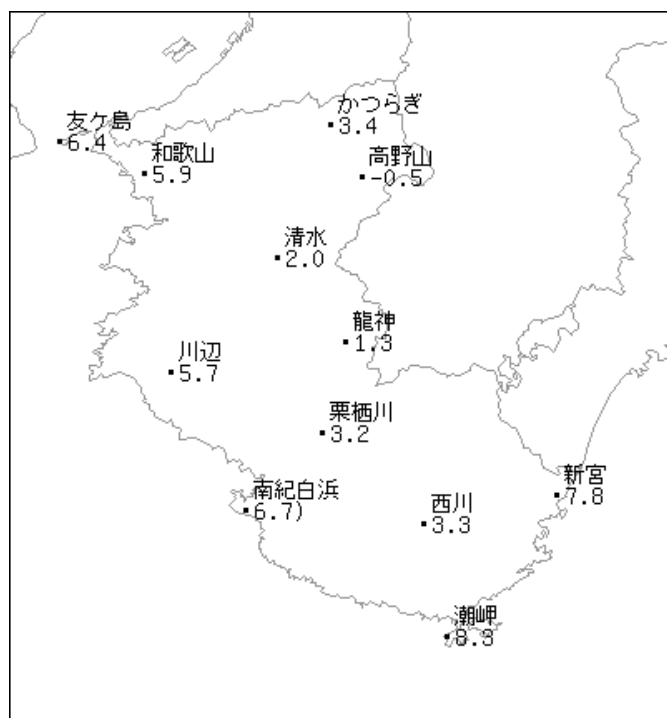 かつらぎ
3.4
友ケ島
6.4
和歌山
5.9
高野山
-0.5
清水
2.0
龍神
1.3
川辺
5.7
栗栖川
3.2
新宮
7.8
南紀白浜
6.7)
西川
3.3
潮岬
8.3